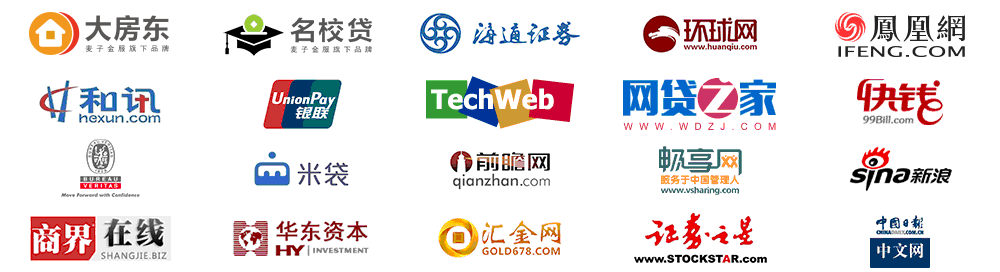 大房东
麦子金服旗下品牌
名校贷
麦子金服旗下品牌
海通证券
环球网
www.huanqiu.com
鳳凰網
IFENG.COM
和讯
hexun.com
UnionPay
银联
TechWeb
网贷之家
WWW.WDZJ.COM
快钱
99Bill.com
BUREAU
VERITAS
Move Forward with Confidence
米袋
前瞻网
qianzhan.com
畅享网
服务于中国管理人
www.vsharing.com
sina新浪
商界在线
SHANGJIE.BIZ
华东资本
HY INVESTMENT
汇金网
GOLD678.COM
证券之星
www.STOCKSTAR.com
中國日報
CHINADAILY.COM.CN
中文网